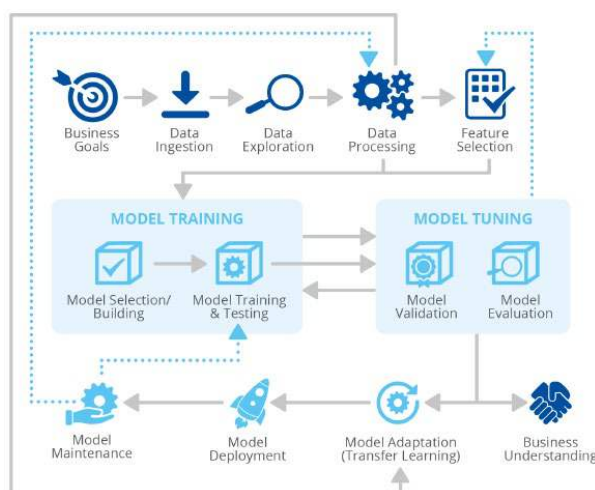 Business
Goals
Data
Ingestion
Data
Exploration
Data
Processing
Feature
Selection
MODEL TRAINING
Model Selection/
Building
Model Training
& Testing
MODEL TUNING
Model
Validation
Model
Evaluation
Model
Maintenance
Model
Deployment
Model Adaptation
(Transfer Learning)
Business
Understanding